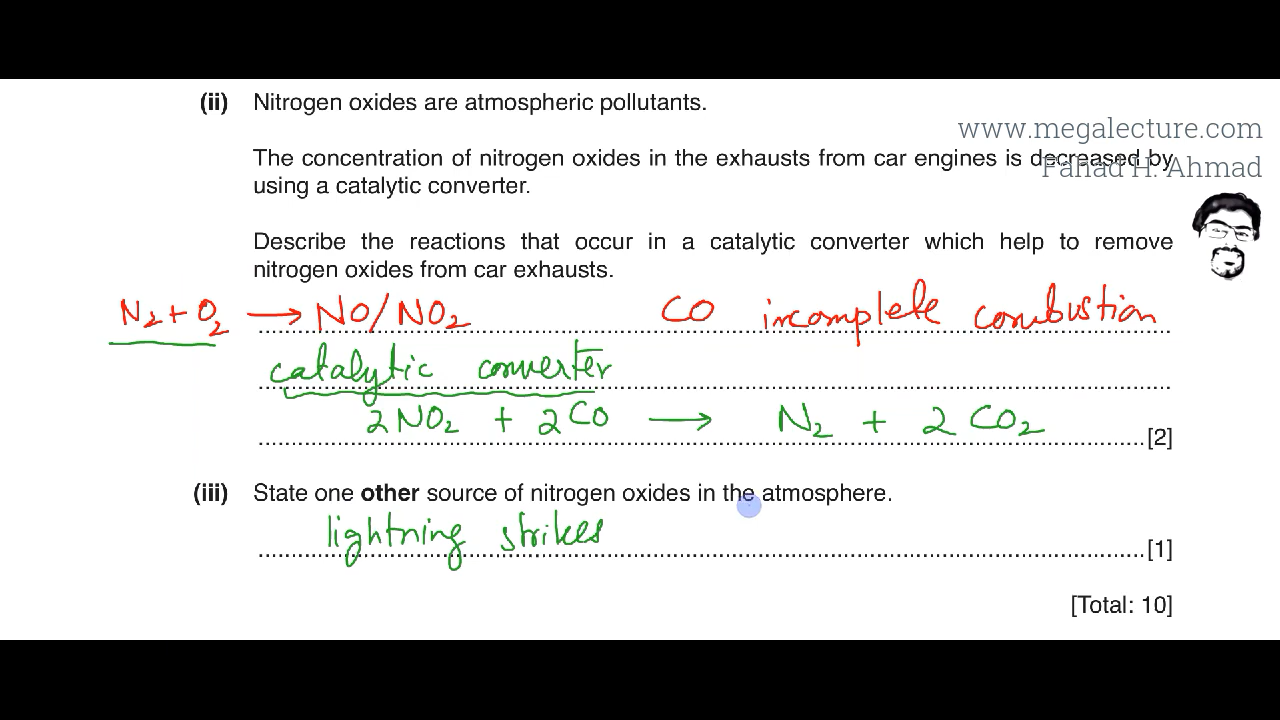 (ii) Nitrogen oxides are atmospheric pollutants.
www.megalecture.com
The concentration of nitrogen oxides in the exhausts from car engines is decreased by
Fahad H. Ahmad
using a catalytic converter.
Describe the reactions that occur in a catalytic converter which help to remove
nitrogen oxides from car exhausts.
N₂ + O₂ → NO/NO₂ CO incomplete combustion
catalytic converter
2NO₂ + 2CO → N₂ + 2CO₂
[2]
(iii) State one other source of nitrogen oxides in the atmosphere.
lightning strikes
[1]
[Total: 10]